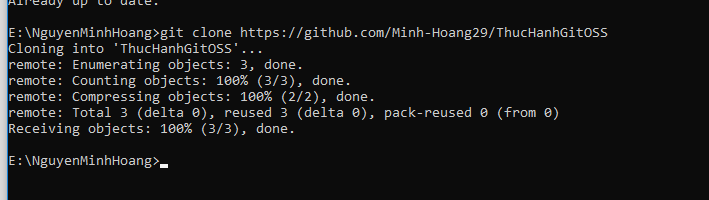 Already up to date.
E:\NguyenMinhHoang>git clone https://github.com/Minh-Hoang29/ThucHanhGitOSS
Cloning into 'ThucHanhGitOSS'...
remote: Enumerating objects: 3, done.
remote: Counting objects: 100% (3/3), done.
remote: Compressing objects: 100% (2/2), done.
remote: Total 3 (delta 0), reused 3 (delta 0), pack-reused 0 (from 0)
Receiving objects: 100% (3/3), done.
E:\NguyenMinhHoang>